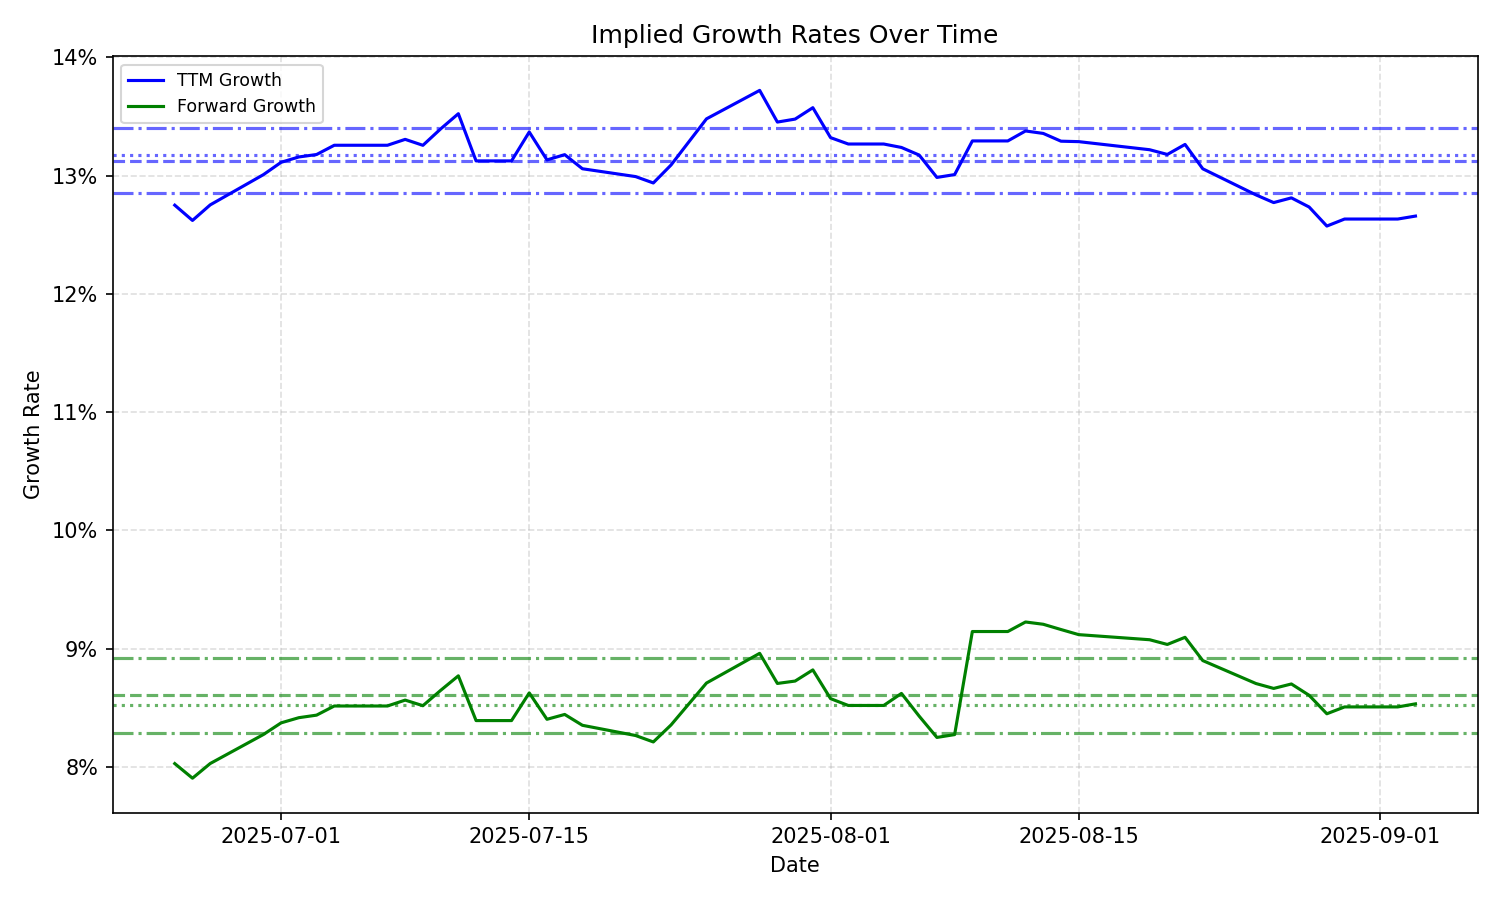 Implied Growth Rates Over Time
TTM Growth
Forward Growth
Growth Rate
14%
13%
12%
11%
10%
9%
8%
2025-07-01
2025-07-15
2025-08-01
2025-08-15
2025-09-01
Date